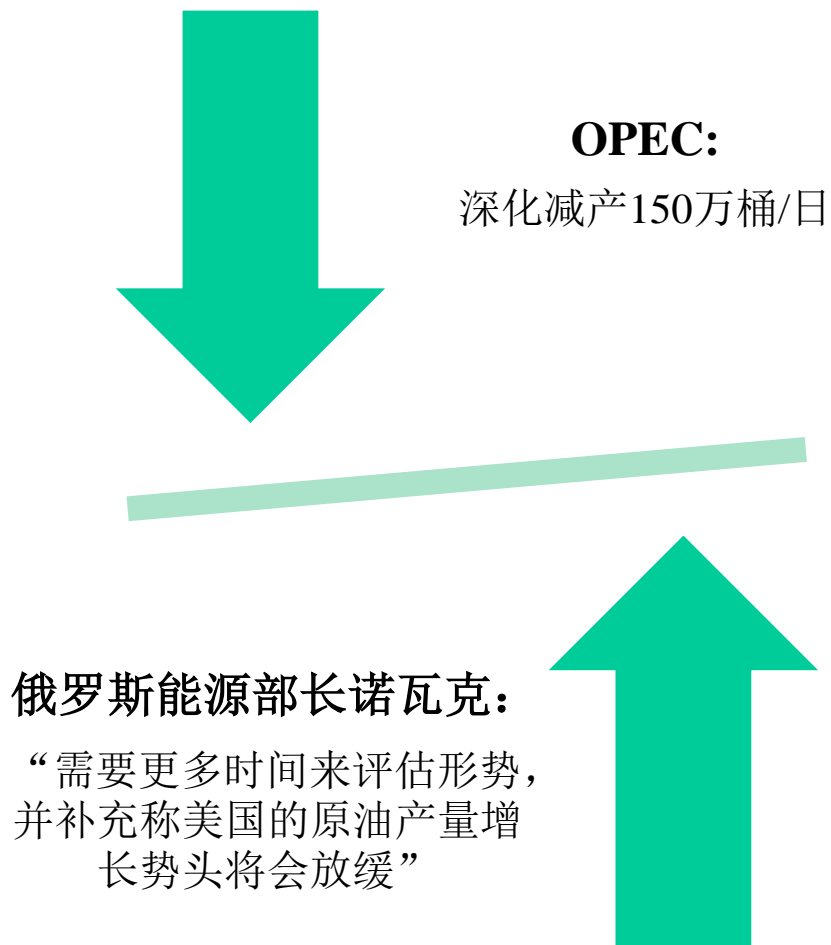 OPEC:
深化减产150万桶/日
俄罗斯能源部长诺瓦克：
“需要更多时间来评估形势，
并补充称美国的原油产量增
长势头将会放缓”